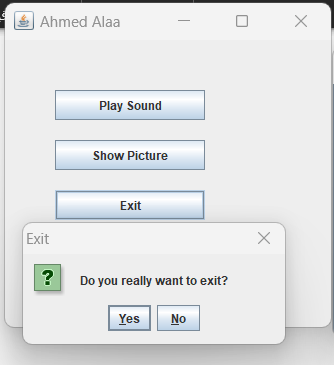 Ahmed Alaa
Play Sound
Show Picture
Exit
Exit
?
Do you really want to exit?
Yes No